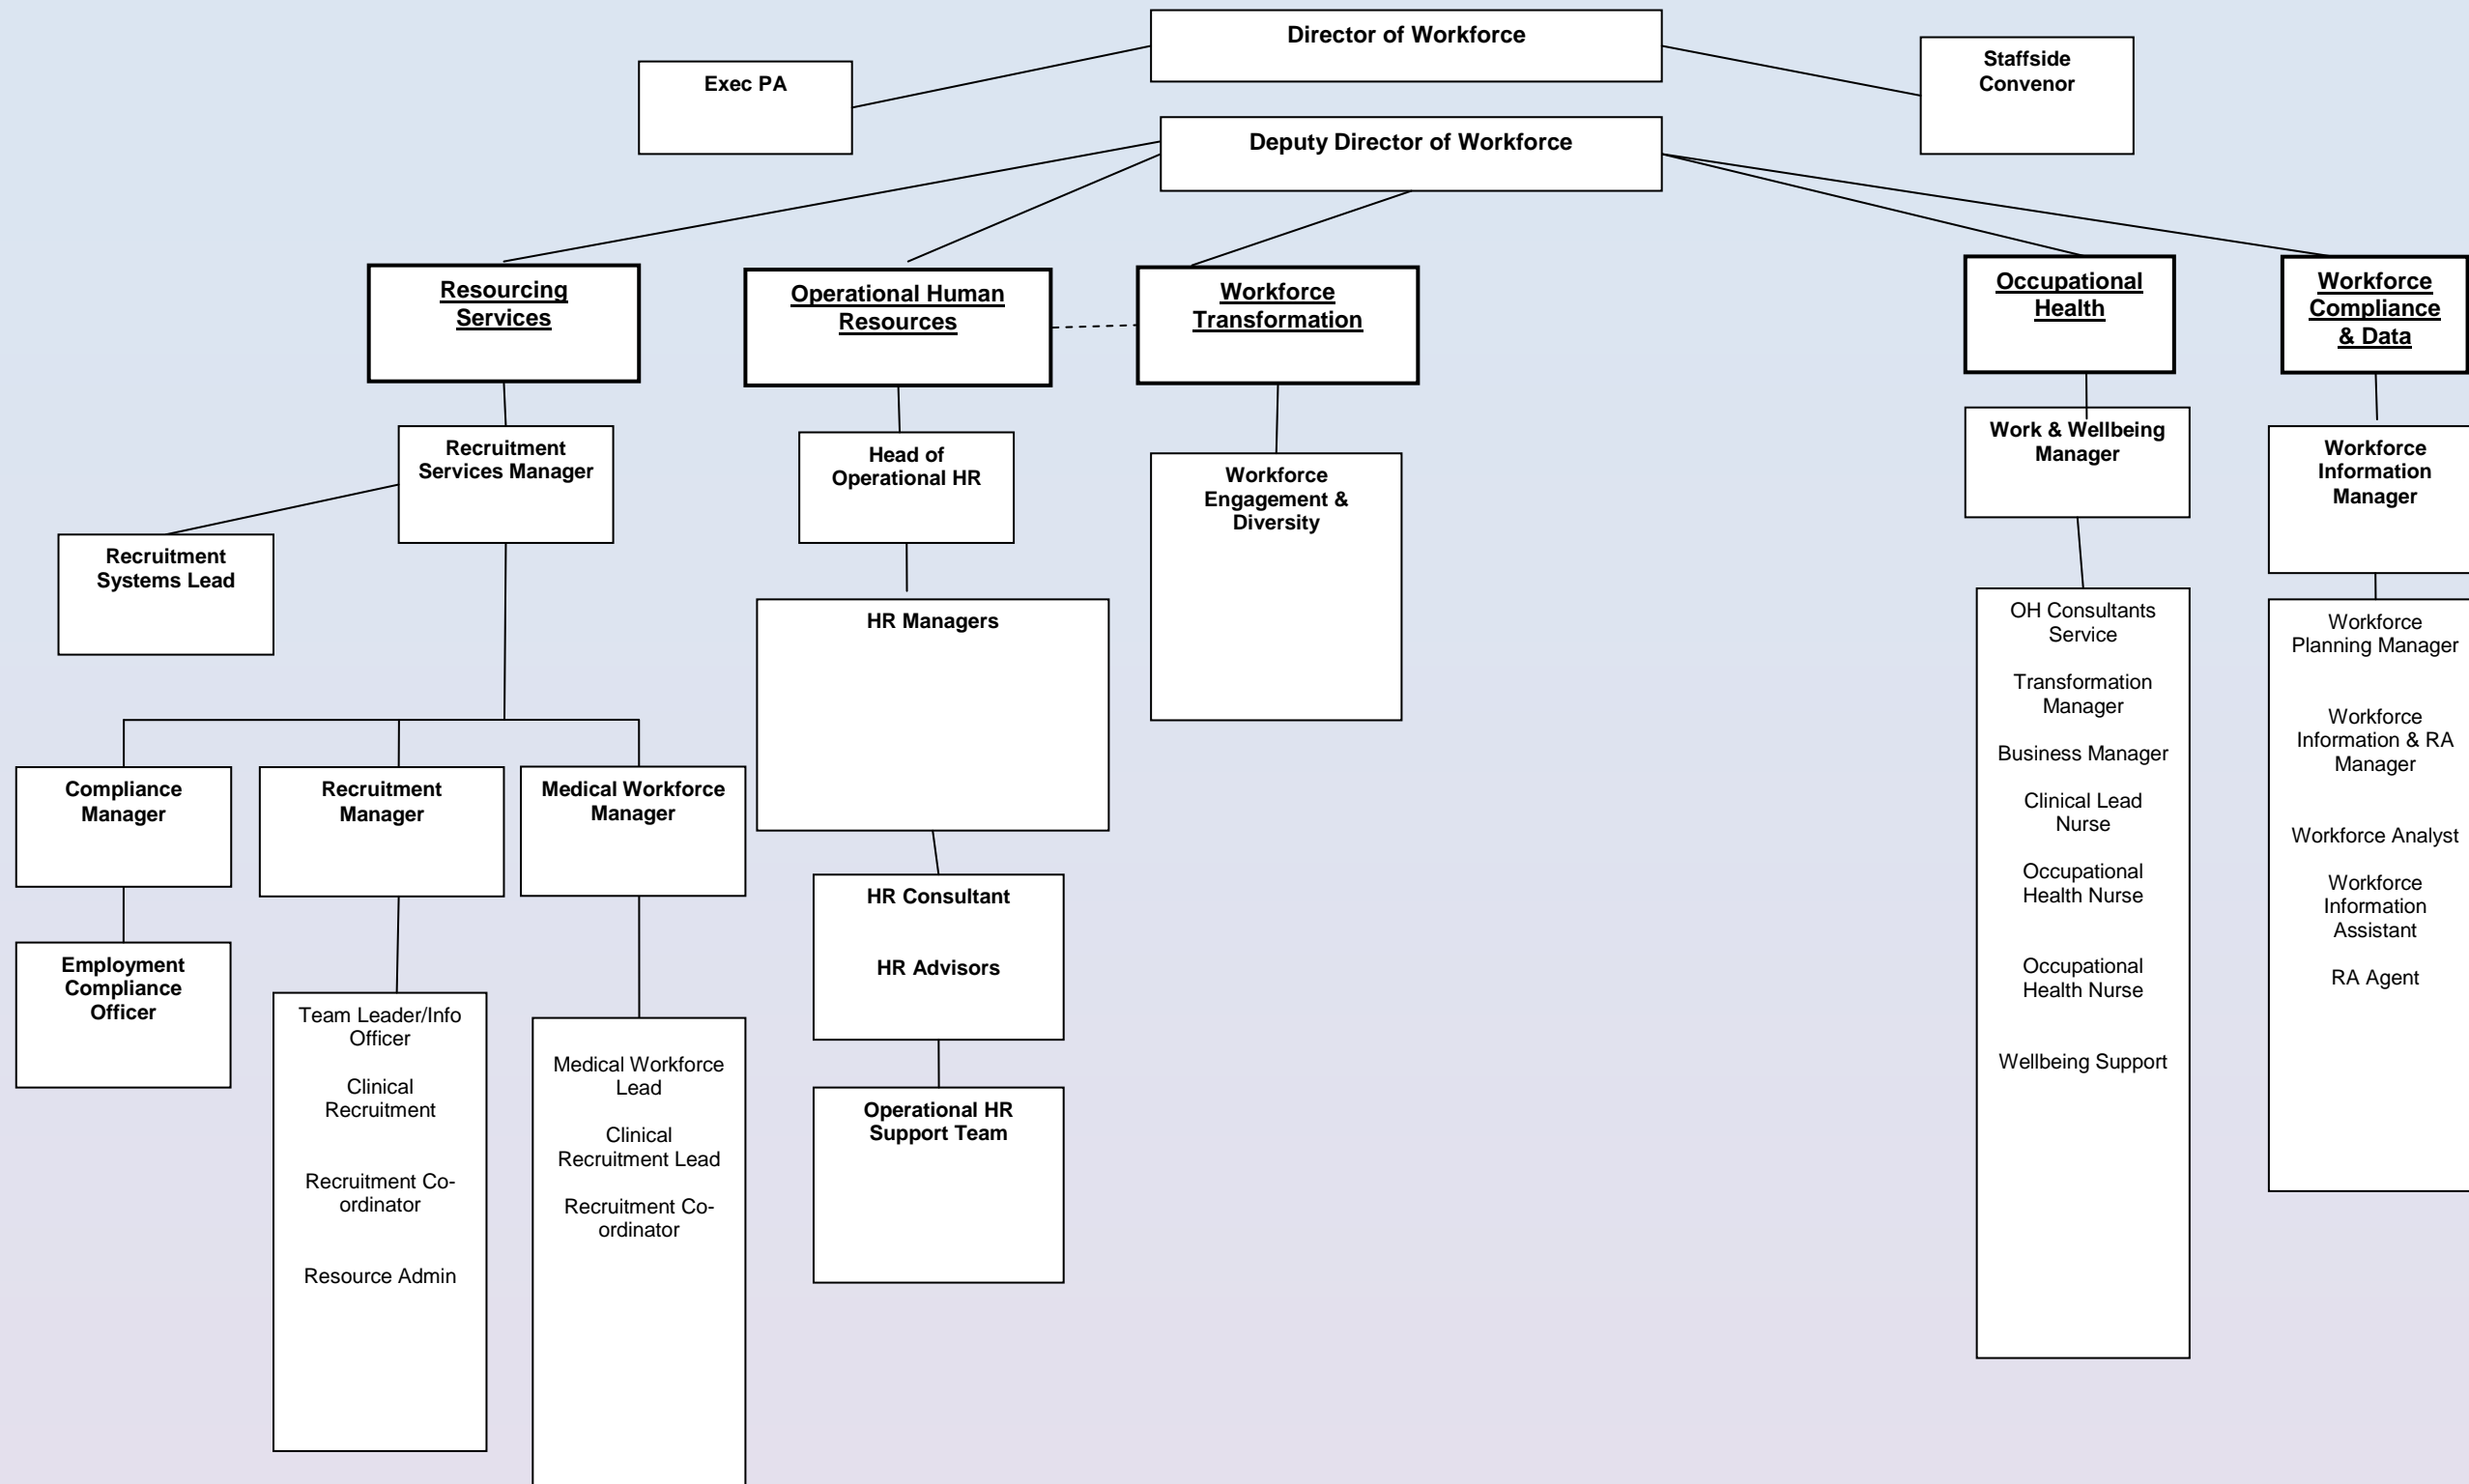 Director of Workforce
Exec PA
Staffside
Convenor
Deputy Director of Workforce
Resourcing
Services
Operational Human
Resources
Workforce
Transformation
Occupational
Health
Workforce
Compliance
& Data
Recruitment
Services Manager
Head of
Operational HR
Workforce
Engagement &
Diversity
Work & Wellbeing
Manager
Workforce
Information
Manager
Recruitment
Systems Lead
HR Managers
OH Consultants
Service
Transformation
Manager
Business Manager
Clinical Lead
Nurse
Occupational
Health Nurse
Occupational
Health Nurse
Wellbeing Support
Workforce
Planning Manager
Workforce
Information & RA
Manager
Workforce Analyst
Workforce
Information
Assistant
RA Agent
Compliance
Manager
Recruitment
Manager
Medical Workforce
Manager
HR Consultant
HR Advisors
Employment
Compliance
Officer
Team Leader/Info
Officer
Clinical
Recruitment
Recruitment Co-
ordinator
Resource Admin
Medical Workforce
Lead
Clinical
Recruitment Lead
Recruitment Co-
ordinator
Operational HR
Support Team